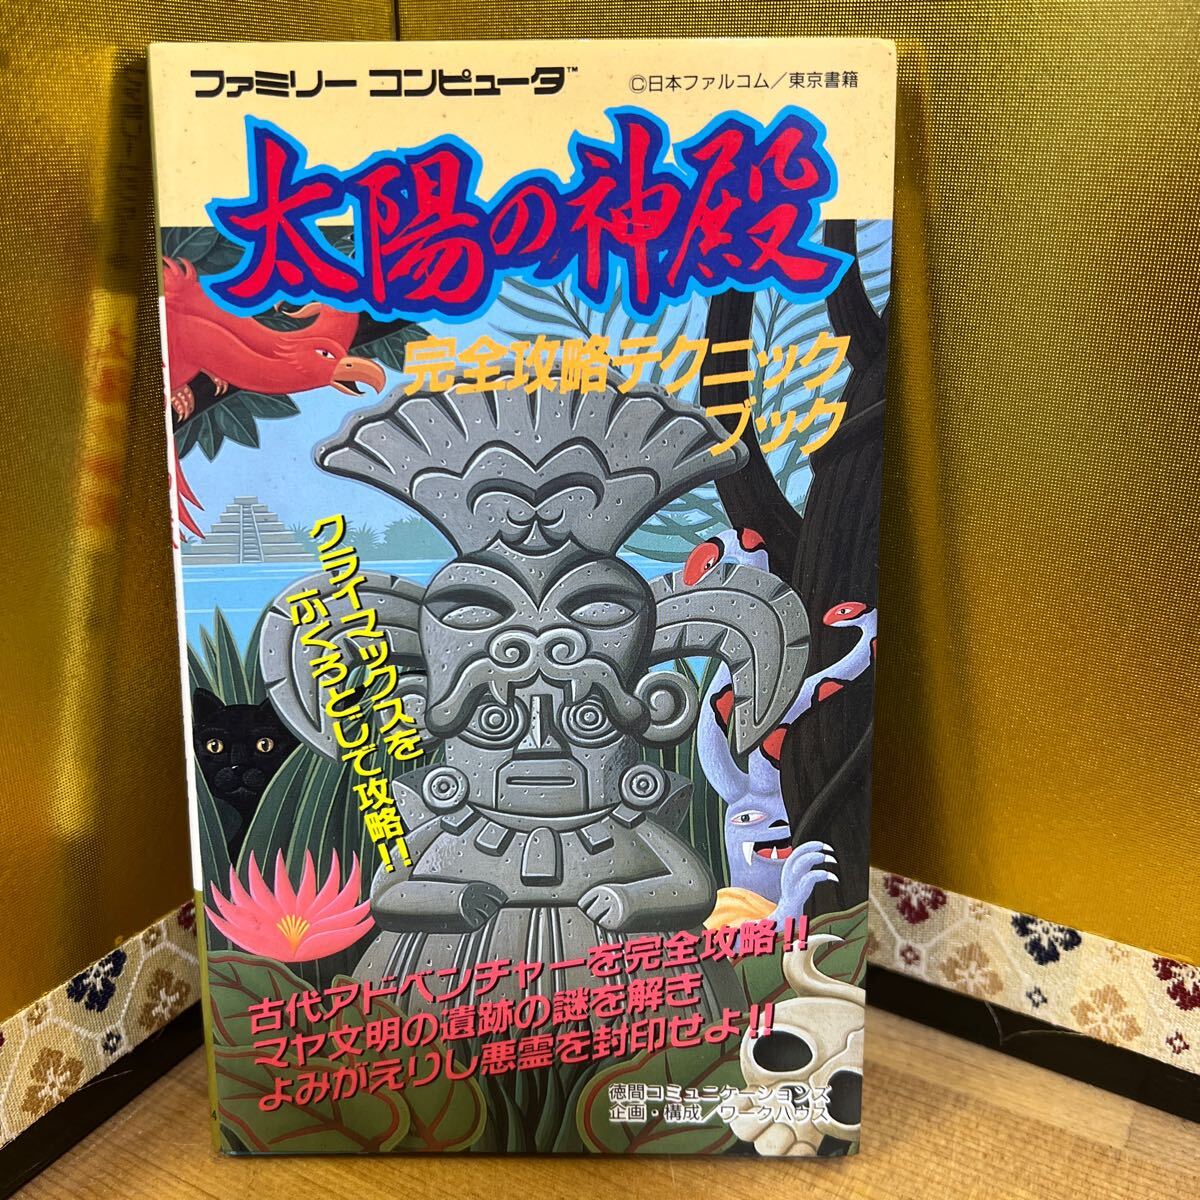 ファミリー コンピュータ™
©日本ファルコム／東京書籍
太陽の神殿
完全攻略テクニック
ブック
クライマックスを
ふくろとじで攻略!!
古代アドベンチャーを完全攻略!!
マヤ文明の遺跡の謎を解き
よみがえりし悪霊を封印せよ!!
徳間コミュニケーションズ
企画・構成／ワークハウス
4